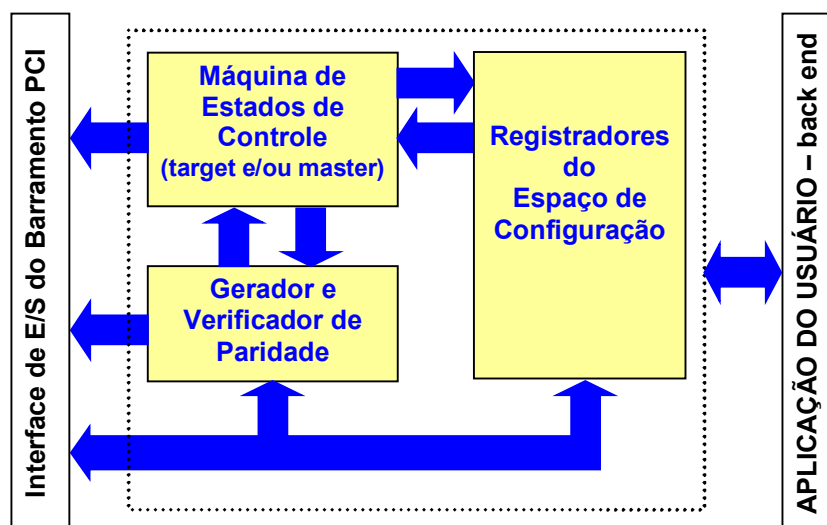 Interface de E/S do Barramento PCI
Máquina de
Estados de
Controle
(target e/ou master)
Registradores
do
Espaço de
Configuração
Gerador e
Verificador de
Paridade
APLICAÇÃO DO USUÁRIO – back end